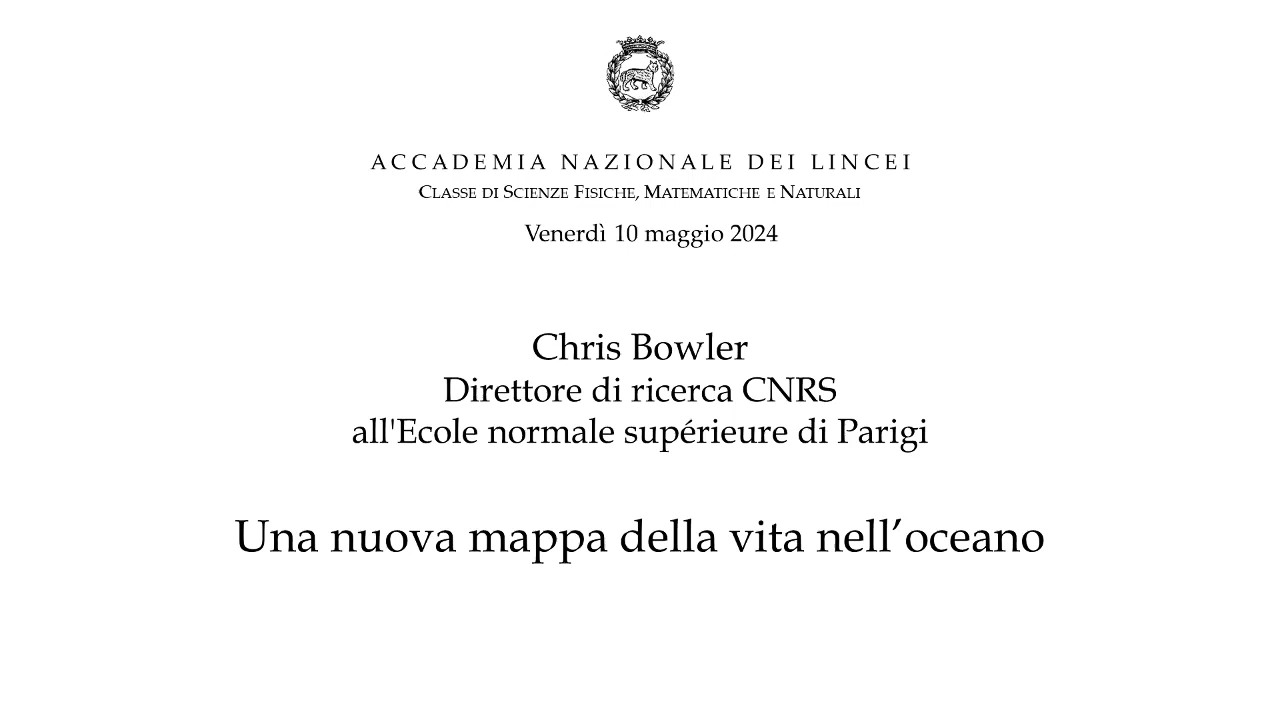 ACCADEMIA NAZIONALE DEI LINCEI
CLASSE DI SCIENZE FISICHE, MATEMATICHE E NATURALI
Venerdì 10 maggio 2024
Chris Bowler
Direttore di ricerca CNRS
all'Ecole normale supérieure di Parigi
Una nuova mappa della vita nell’oceano